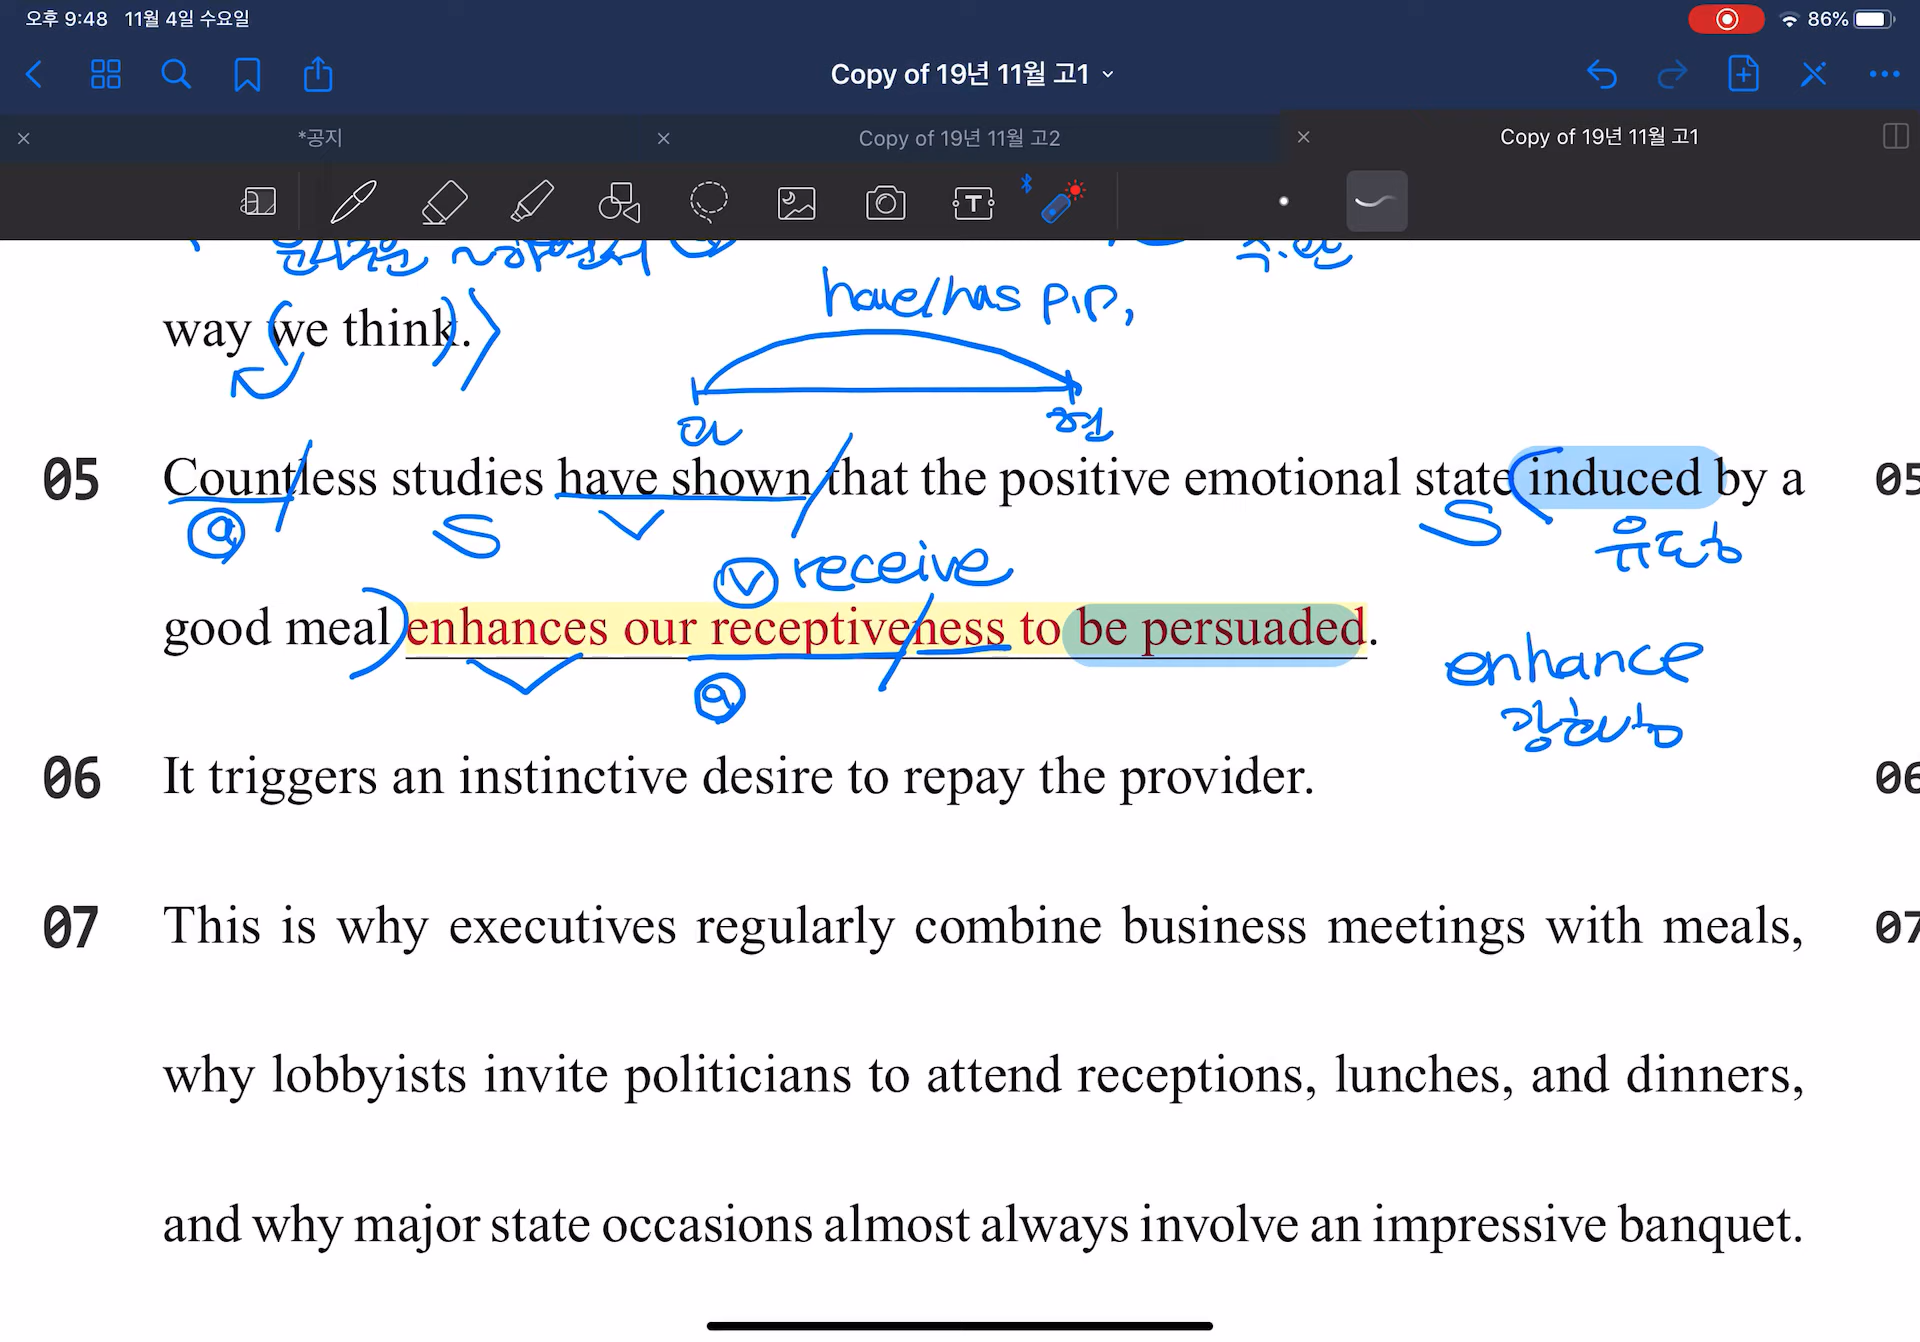 오후 9:48 11월 4일 수요일 86%
Copy of 19년 11월 고1
*공지 Copy of 19년 11월 고2 Copy of 19년 11월 고1
~하면서
have/has p.p.
way (we think.)
과 현
05 Countless studies have shown that the positive emotional state (induced by a 05
ⓐ S V S 유도하
ⓥ receive
good meal) enhances our receptiveness to be persuaded.
ⓐ
enhance
강화하
06 It triggers an instinctive desire to repay the provider. 06
07 This is why executives regularly combine business meetings with meals, 07
why lobbyists invite politicians to attend receptions, lunches, and dinners,
and why major state occasions almost always involve an impressive banquet.